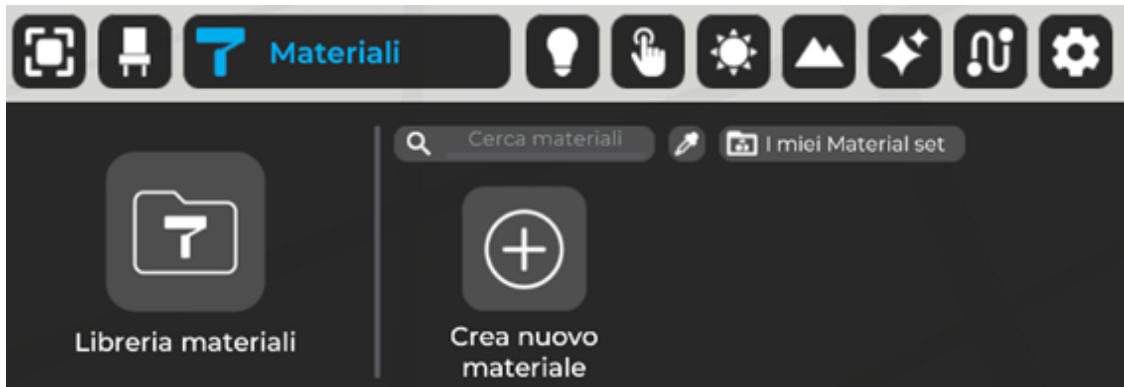 Materiali
Cerca materiali
I miei Material set
Libreria materiali
Crea nuovo
materiale